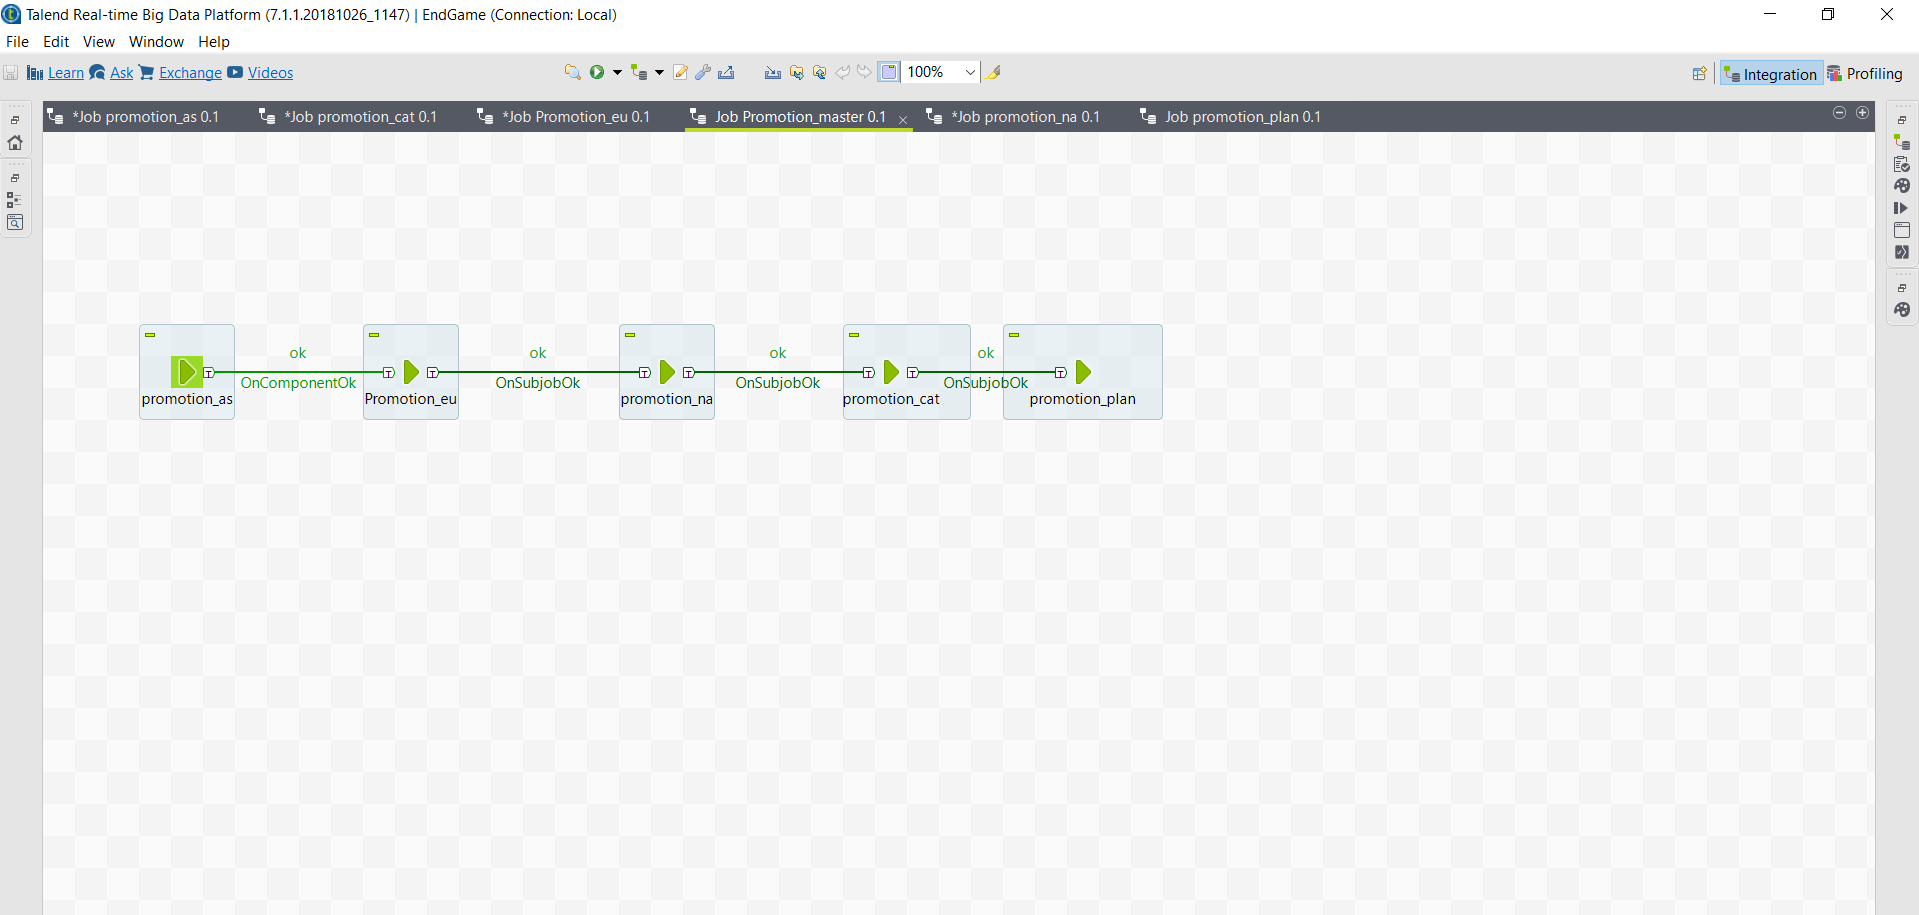 Talend Real-time Big Data Platform (7.1.1.20181026_1147) | EndGame (Connection: Local)
File Edit View Window Help
Learn Ask Exchange Videos 100% Integration Profiling
*Job promotion_as 0.1 *Job promotion_cat 0.1 *Job Promotion_eu 0.1 Job Promotion_master 0.1 *Job promotion_na 0.1 Job promotion_plan 0.1
ok ok ok ok
OnComponentOk OnSubjobOk OnSubjobOk OnSubjobOk
promotion_as Promotion_eu promotion_na promotion_cat promotion_plan